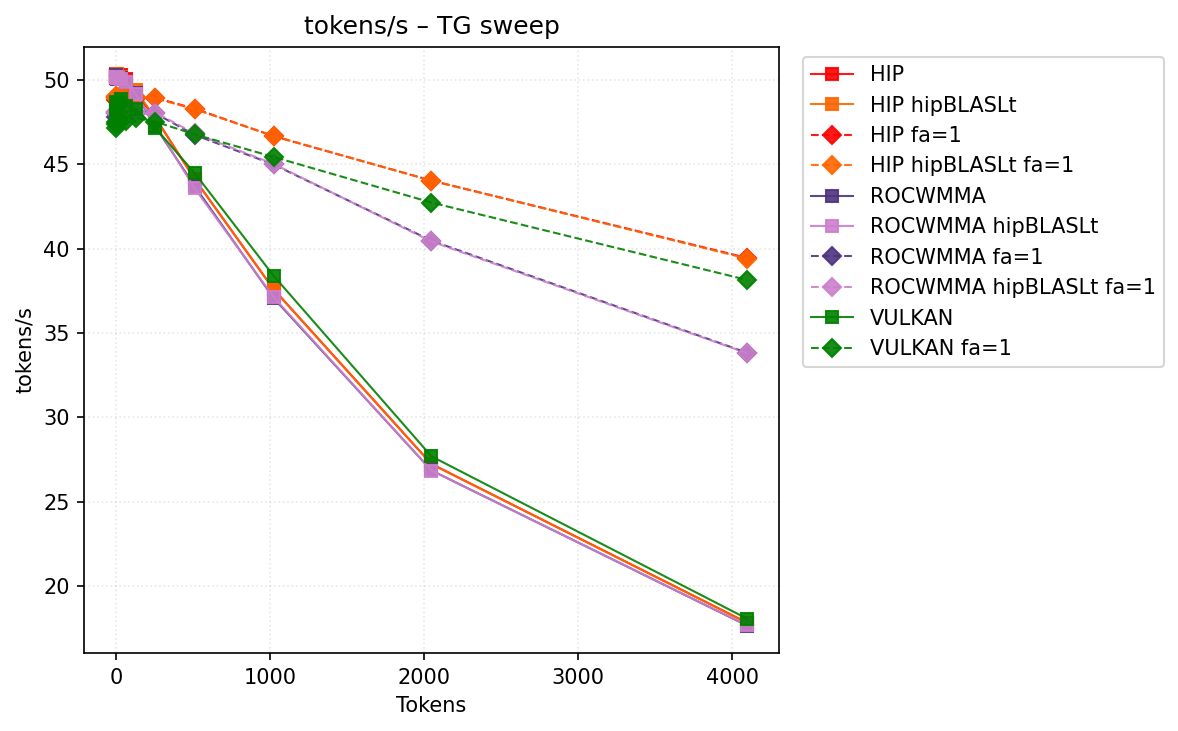 tokens/s – TG sweep
50
45
40
35
30
25
20
tokens/s
0
1000
2000
3000
4000
Tokens
HIP
HIP hipBLASLt
HIP fa=1
HIP hipBLASLt fa=1
ROCWMMA
ROCWMMA hipBLASLt
ROCWMMA fa=1
ROCWMMA hipBLASLt fa=1
VULKAN
VULKAN fa=1